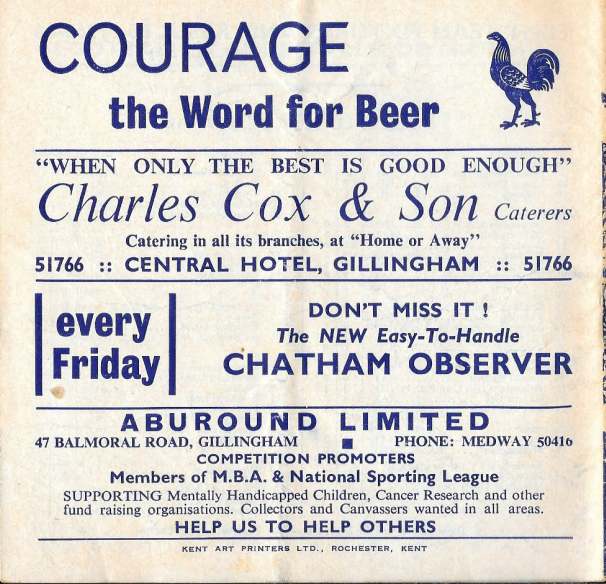 COURAGE
the Word for Beer
"WHEN ONLY THE BEST IS GOOD ENOUGH"
Charles Cox & Son Caterers
Catering in all its branches, at "Home or Away"
51766 :: CENTRAL HOTEL, GILLINGHAM :: 51766
every
Friday
DON'T MISS IT !
The NEW Easy-To-Handle
CHATHAM OBSERVER
ABUROUND LIMITED
47 BALMORAL ROAD, GILLINGHAM ■ PHONE: MEDWAY 50416
COMPETITION PROMOTERS
Members of M.B.A. & National Sporting League
SUPPORTING Mentally Handicapped Children, Cancer Research and other
fund raising organisations. Collectors and Canvassers wanted in all areas.
HELP US TO HELP OTHERS
KENT ART PRINTERS LTD., ROCHESTER, KENT